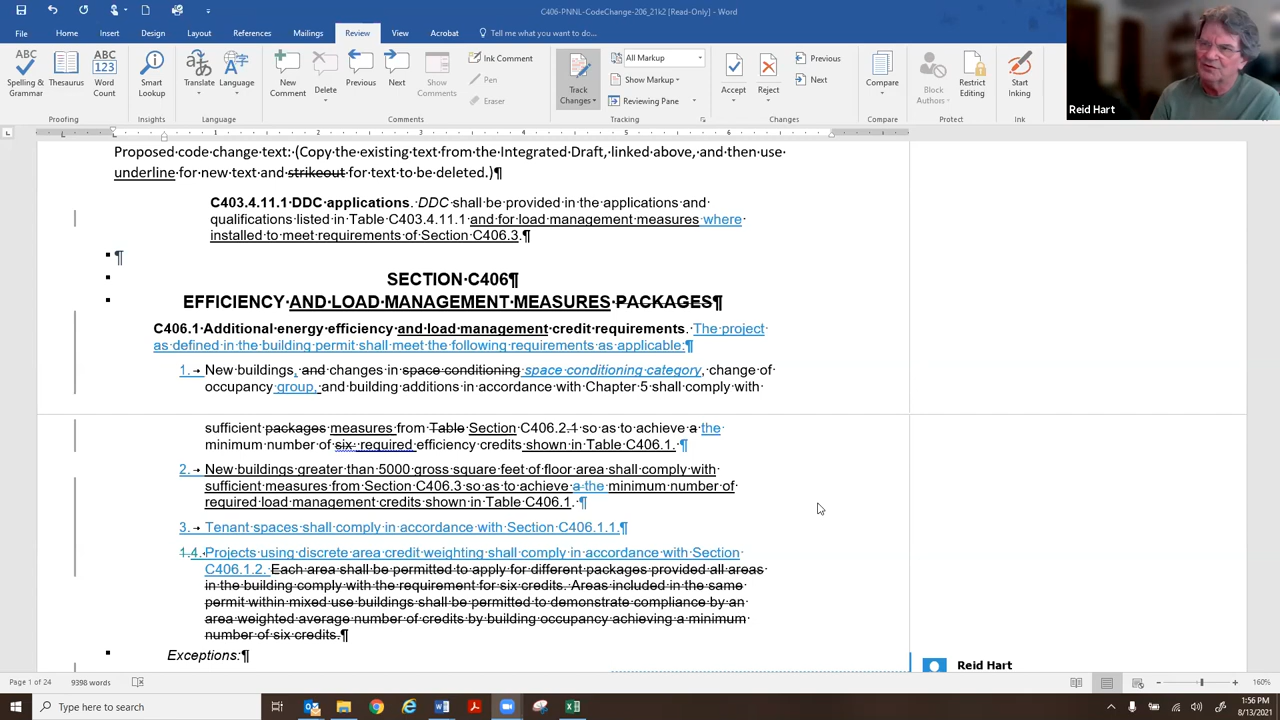 C406-PNNL-CodeChange-206_21k2 [Read-Only] - Word
File Home Insert Design Layout References Mailings Review View Acrobat Tell me what you want to do...
ABC
Spelling & Grammar
Thesaurus
ABC 123
Word Count
Proofing
Smart Lookup
Insights
Translate
Language
Language
New Comment
Delete
Previous
Next
Show Comments
Comments
Ink Comment
Pen
Eraser
Track Changes
All Markup
Show Markup
Reviewing Pane
Tracking
Accept
Reject
Previous
Next
Changes
Compare
Compare
Block Authors
Restrict Editing
Protect
Start Inking
Ink
Reid Hart
1 2 3 4 5 6 7
Proposed·code·change·text:·(Copy·the·existing·text·from·the·Integrated·Draft,·linked·above,·and·then·use·
underline·for·new·text·and·strikeout·for·text·to·be·deleted.)¶
C403.4.11.1·DDC·applications.·DDC·shall·be·provided·in·the·applications·and·
qualifications·listed·in·Table·C403.4.11.1·and·for·load·management·measures·where·
installed·to·meet·requirements·of·Section·C406.3.¶
¶
SECTION·C406¶
EFFICIENCY·AND·LOAD·MANAGEMENT·MEASURES·PACKAGES¶
C406.1·Additional·energy·efficiency·and·load·management·credit·requirements.·The·project·
as·defined·in·the·building·permit·shall·meet·the·following·requirements·as·applicable:¶
1.→New·buildings,·and·changes·in·space·conditioning·space·conditioning·category,·change·of·
occupancy·group,·and·building·additions·in·accordance·with·Chapter·5·shall·comply·with·
sufficient·packages·measures·from·Table·Section·C406.2.1·so·as·to·achieve·a·the·
minimum·number·of·six·required·efficiency·credits·shown·in·Table·C406.1.·¶
2.→New·buildings·greater·than·5000·gross·square·feet·of·floor·area·shall·comply·with·
sufficient·measures·from·Section·C406.3·so·as·to·achieve·a·the·minimum·number·of·
required·load·management·credits·shown·in·Table·C406.1.·¶
3.→Tenant·spaces·shall·comply·in·accordance·with·Section·C406.1.1.¶
1.4.Projects·using·discrete·area·credit·weighting·shall·comply·in·accordance·with·Section·
C406.1.2.·Each·area·shall·be·permitted·to·apply·for·different·packages·provided·all·areas·
in·the·building·comply·with·the·requirement·for·six·credits.·Areas·included·in·the·same·
permit·within·mixed·use·buildings·shall·be·permitted·to·demonstrate·compliance·by·an·
area·weighted·average·number·of·credits·by·building·occupancy·achieving·a·minimum·
number·of·six·credits.¶
Exceptions:¶
Reid Hart
Page 1 of 24 9398 words 160%
Type here to search
1:56 PM
8/13/2021